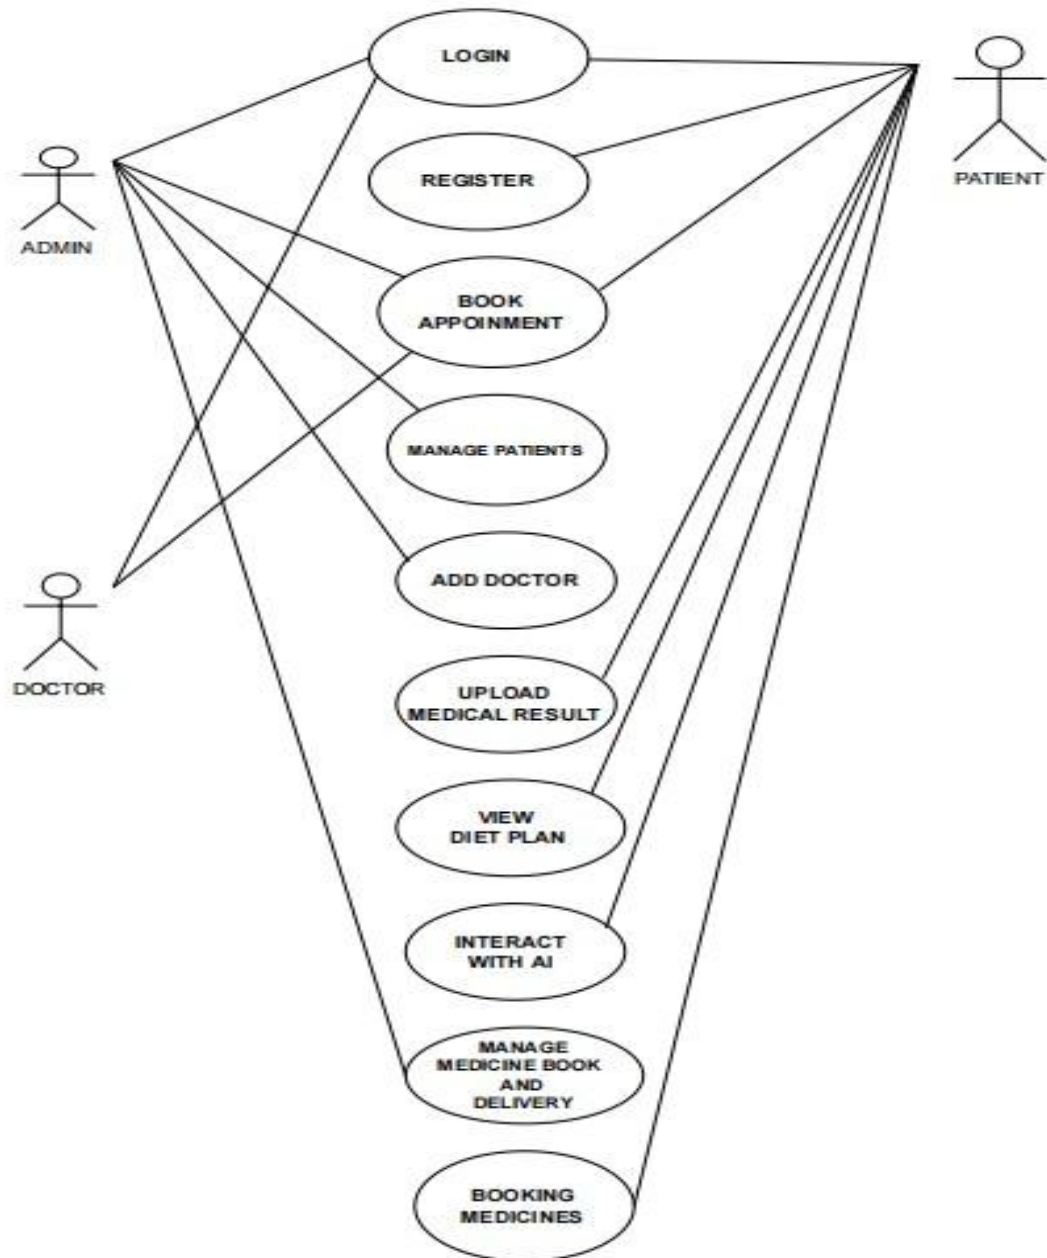 LOGIN
PATIENT
REGISTER
ADMIN
BOOK
APPOINMENT
MANAGE PATIENTS
ADD DOCTOR
DOCTOR
UPLOAD
MEDICAL RESULT
VIEW
DIET PLAN
INTERACT
WITH AI
MANAGE
MEDICINE BOOK
AND
DELIVERY
BOOKING
MEDICINES